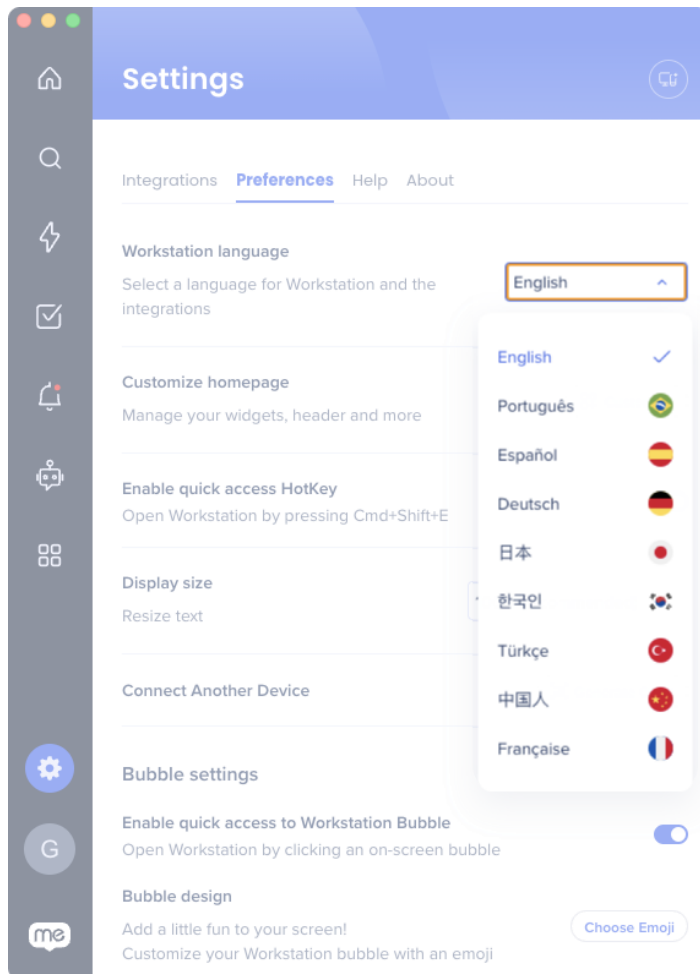 Settings
Integrations Preferences Help About
Workstation language
Select a language for Workstation and the
integrations
English
English
Português
Español
Deutsch
日本
한국인
Türkçe
中国人
Française
Customize homepage
Manage your widgets, header and more
Enable quick access HotKey
Open Workstation by pressing Cmd+Shift+E
Display size
Resize text
Connect Another Device
Bubble settings
Enable quick access to Workstation Bubble
Open Workstation by clicking an on-screen bubble
Bubble design
Add a little fun to your screen!
Customize your Workstation bubble with an emoji
Choose Emoji
G
me